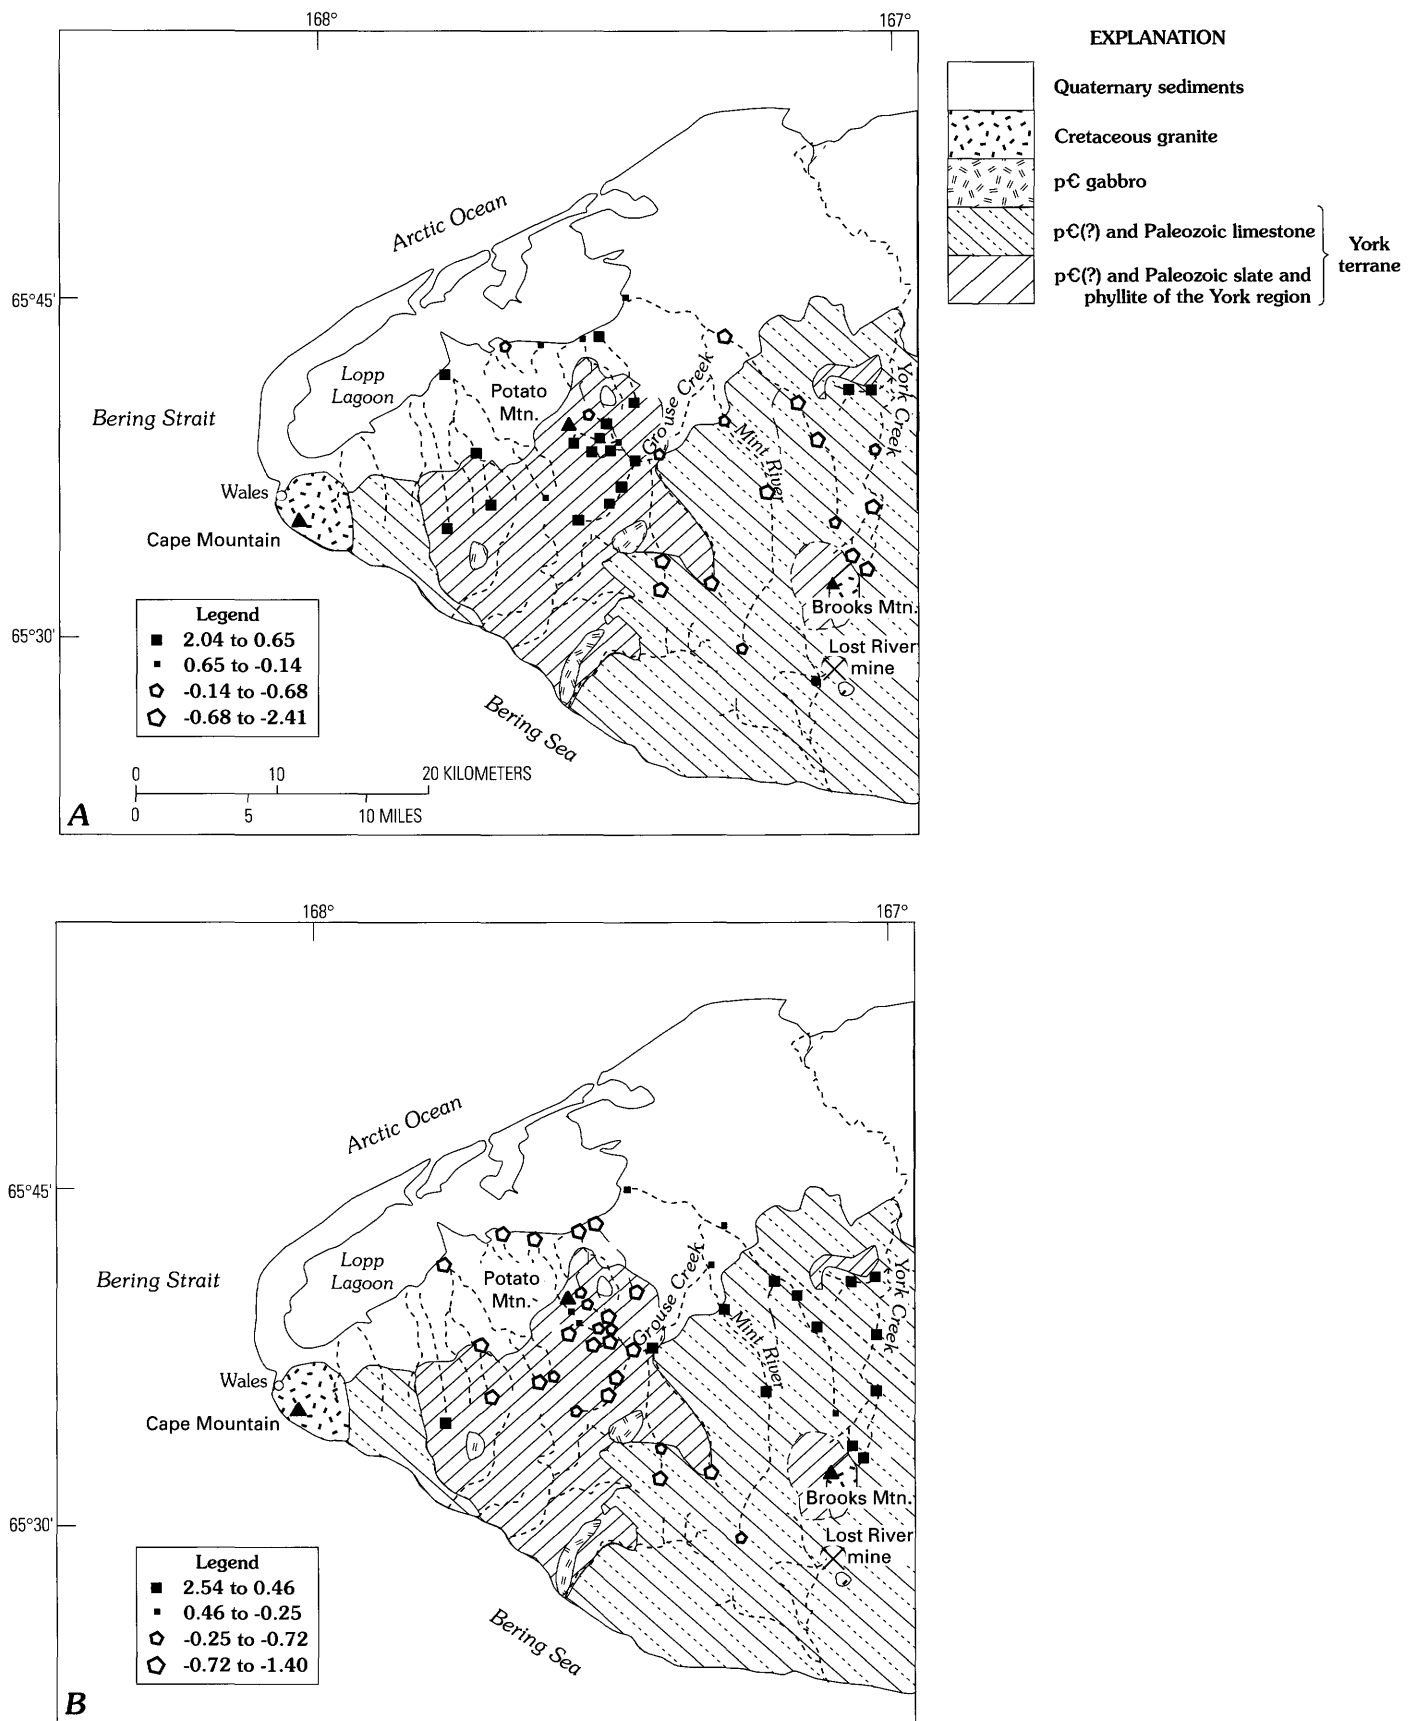 168°
167°
EXPLANATION
Quaternary sediments
Cretaceous granite
p€ gabbro
p€(?) and Paleozoic limestone
p€(?) and Paleozoic slate and
phyllite of the York region
York
terrane
Arctic Ocean
65°45'
Lopp
Lagoon
Potato
Mtn.
Grouse Creek
York Creek
Bering Strait
Mint River
Wales
Cape Mountain
Brooks Mtn.
Legend
2.04 to 0.65
0.65 to -0.14
-0.14 to -0.68
-0.68 to -2.41
65°30'
Lost River
mine
Bering Sea
0 10 20 KILOMETERS
0 5 10 MILES
A
168°
167°
Arctic Ocean
65°45'
Lopp
Lagoon
Potato
Mtn.
Grouse Creek
York Creek
Bering Strait
Mint River
Wales
Cape Mountain
Brooks Mtn.
65°30'
Lost River
mine
Legend
2.54 to 0.46
0.46 to -0.25
-0.25 to -0.72
-0.72 to -1.40
Bering Sea
B